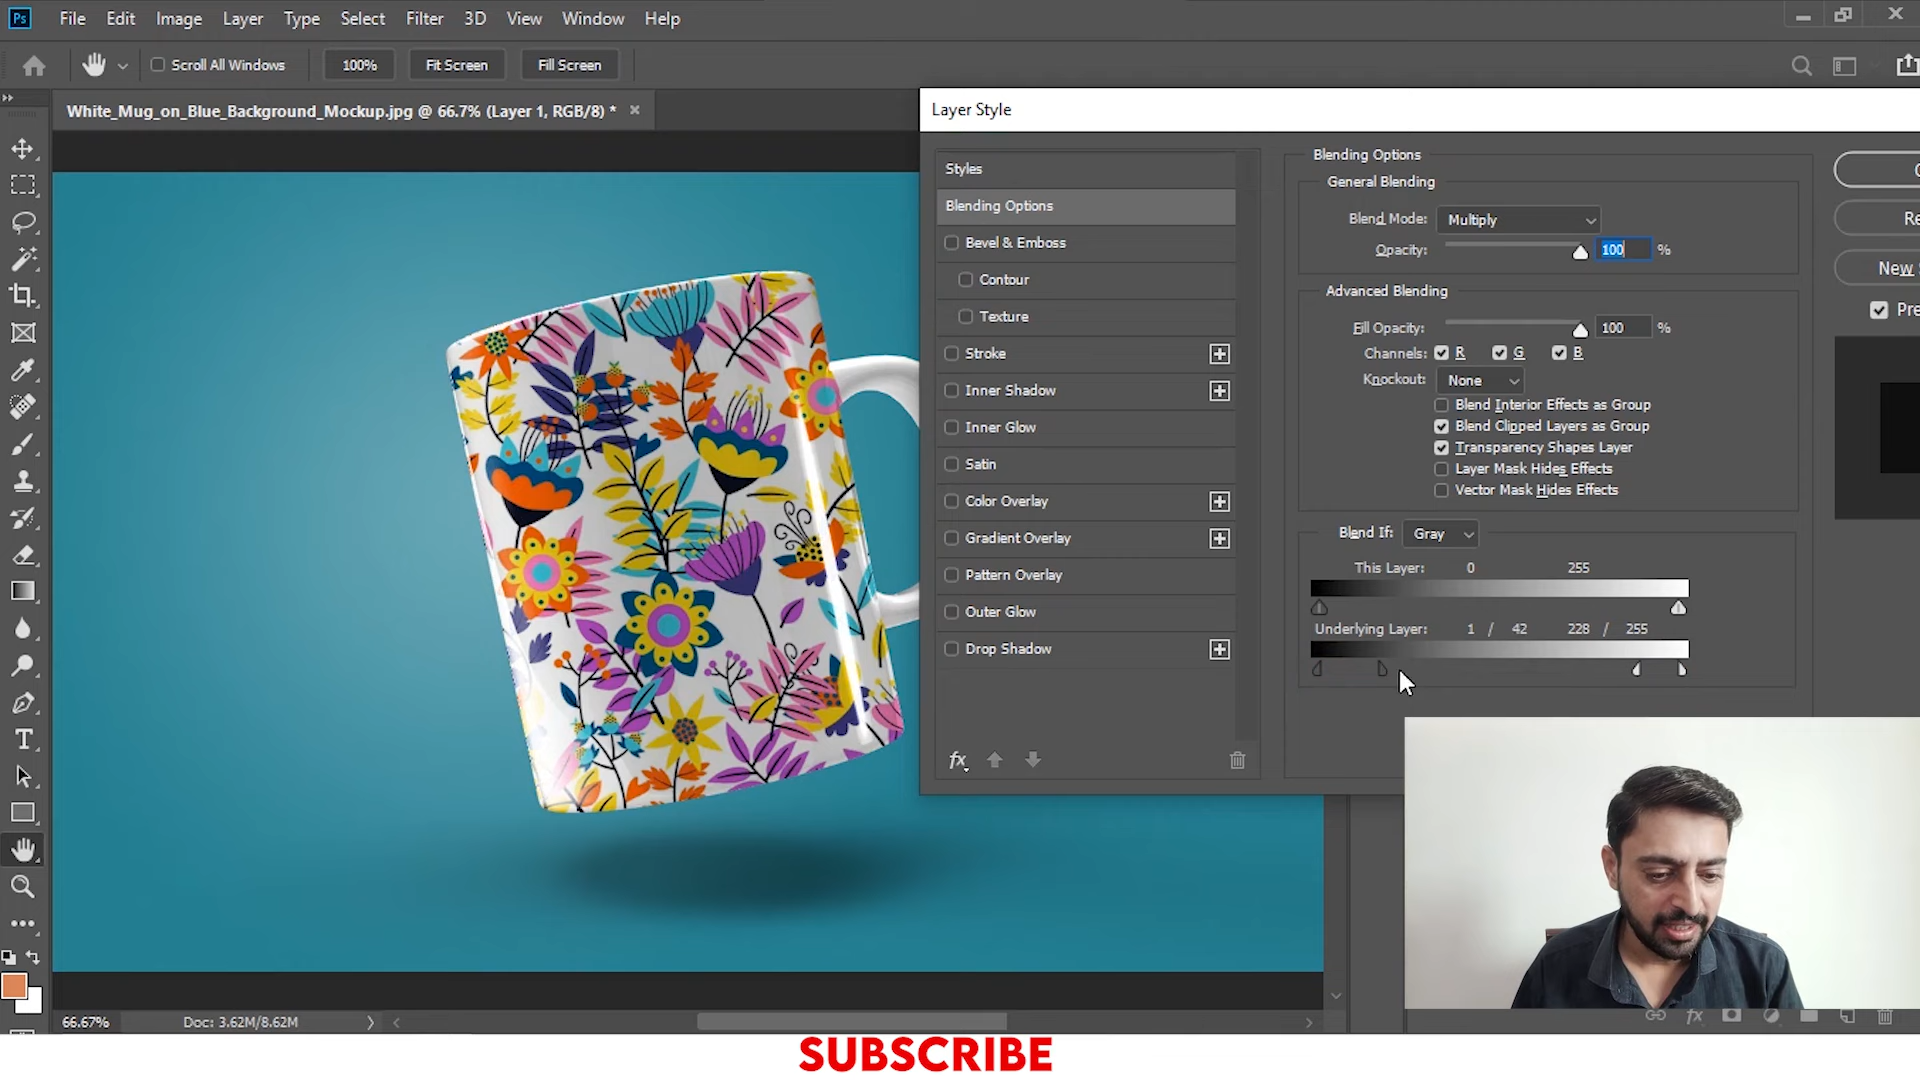 Ps File Edit Image Layer Type Select Filter 3D View Window Help
Scroll All Windows 100% Fit Screen Fill Screen
White_Mug_on_Blue_Background_Mockup.jpg @ 66.7% (Layer 1, RGB/8) *
Layer Style
Styles
Blending Options
Bevel & Emboss
Contour
Texture
Stroke
Inner Shadow
Inner Glow
Satin
Color Overlay
Gradient Overlay
Pattern Overlay
Outer Glow
Drop Shadow
fx
Blending Options
General Blending
Blend Mode: Multiply
Opacity: 100 %
Advanced Blending
Fill Opacity: 100 %
Channels: R G B
Knockout: None
Blend Interior Effects as Group
Blend Clipped Layers as Group
Transparency Shapes Layer
Layer Mask Hides Effects
Vector Mask Hides Effects
Blend If: Gray
This Layer: 0 255
Underlying Layer: 1 / 42 228 / 255
Re
New
Pre
66.67% Doc: 3.62M/8.62M
fx
SUBSCRIBE